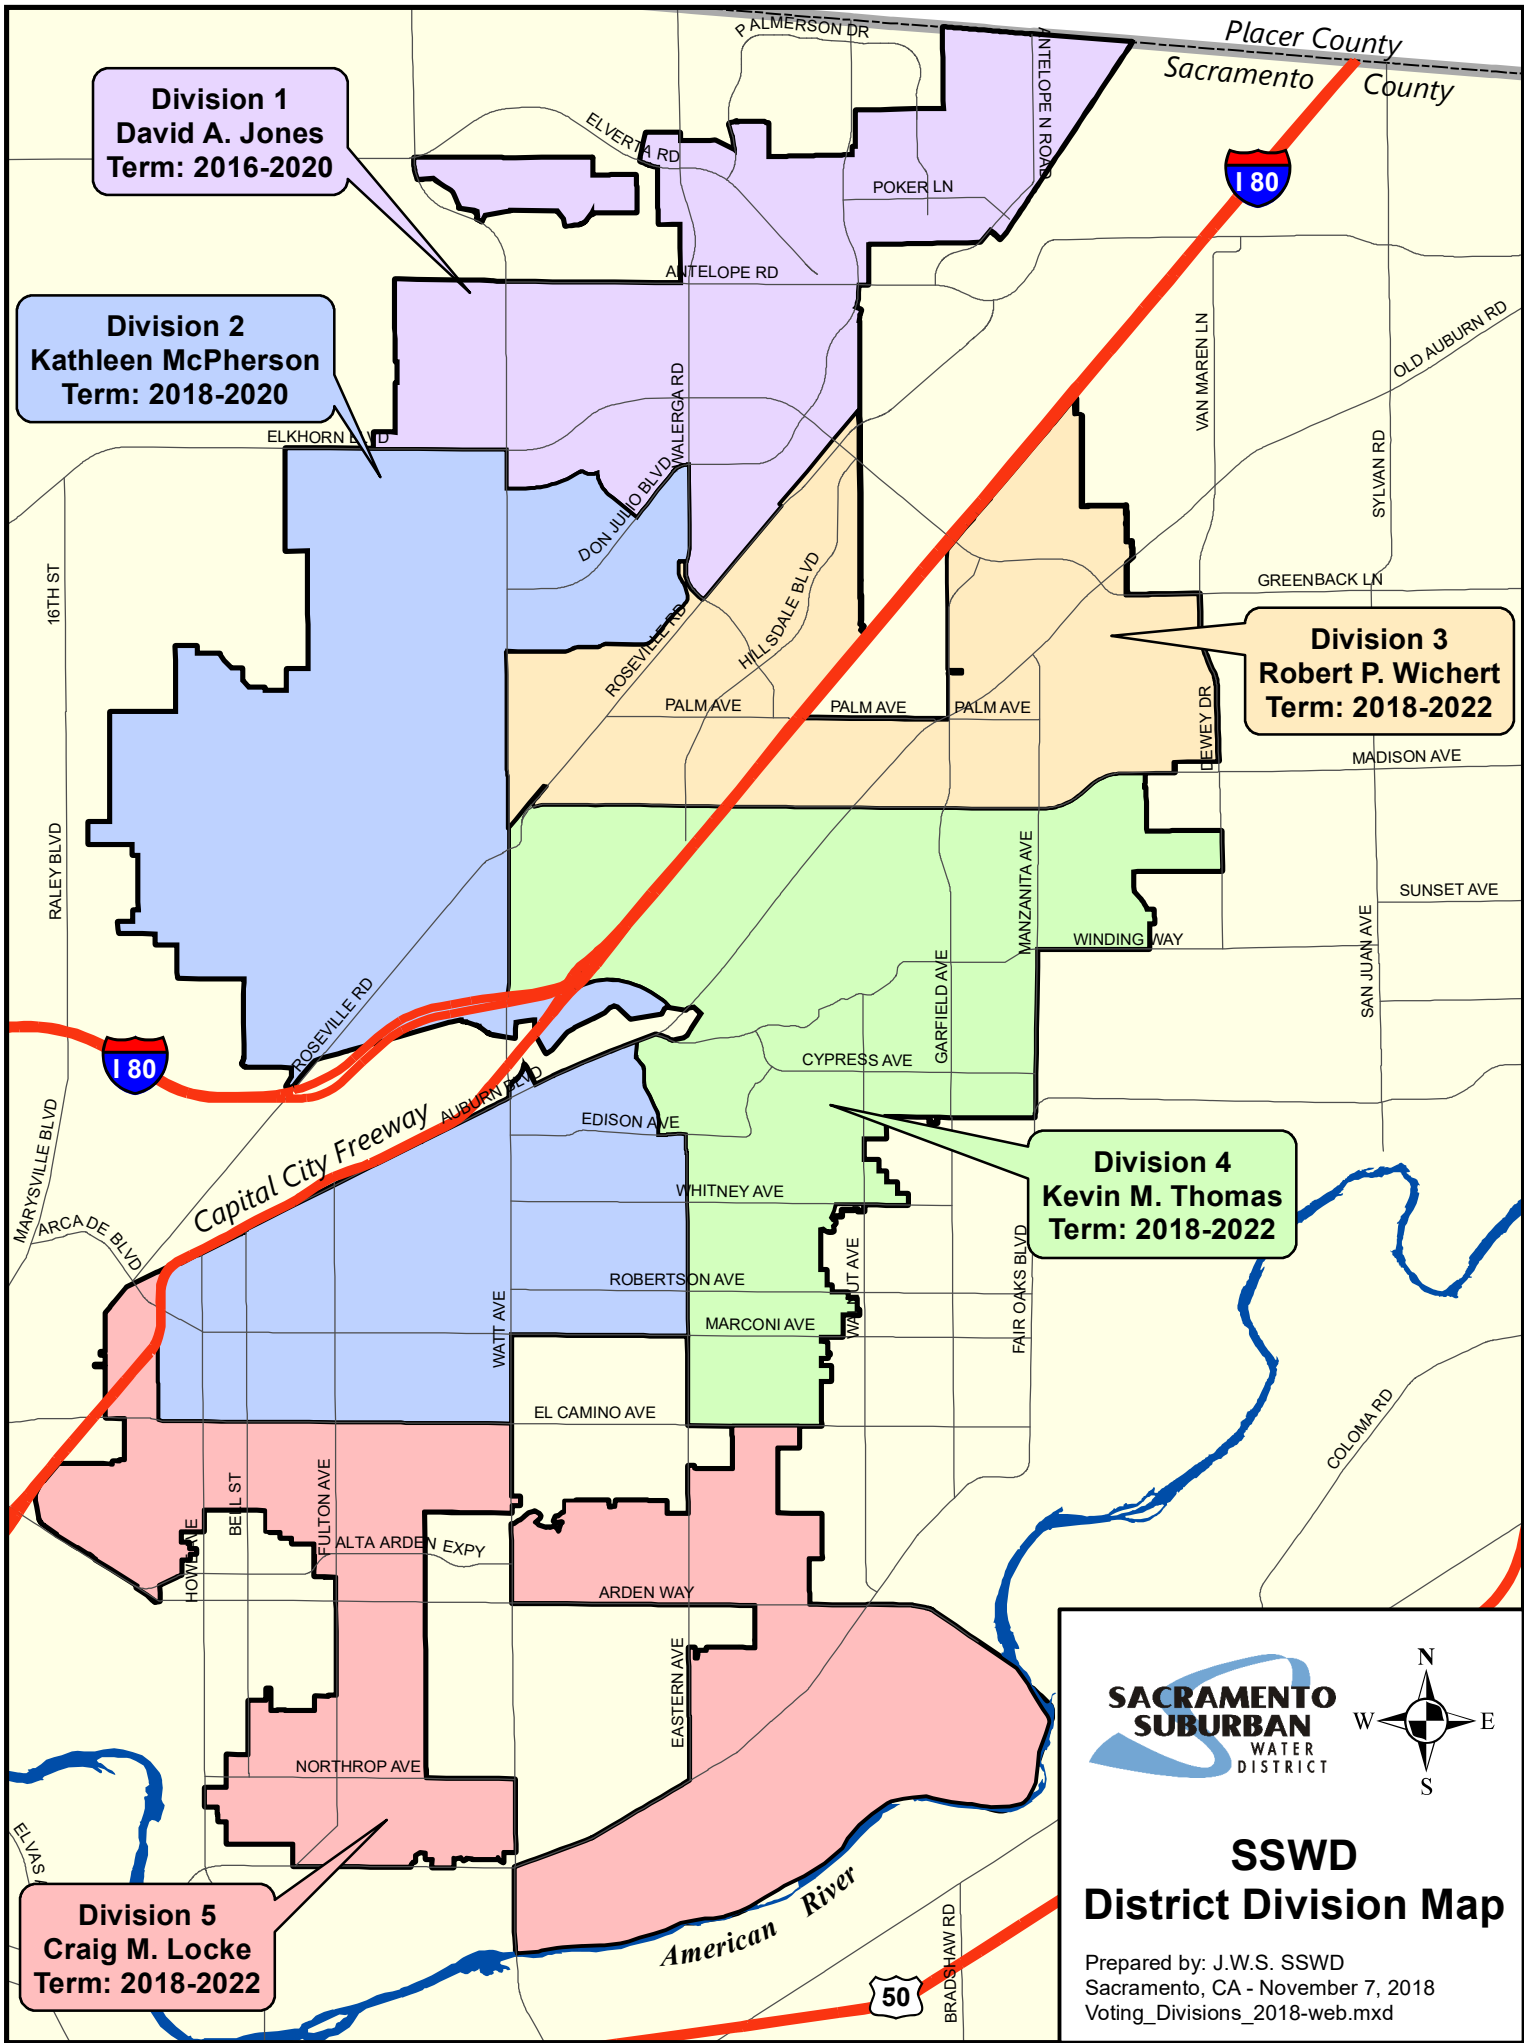 Placer County
Sacramento County
PALMERSON DR
ANTELOPE N ROAD
Division 1
David A. Jones
Term: 2016-2020
ELVERTA RD
POKER LN
I 80
ANTELOPE RD
Division 2
Kathleen McPherson
Term: 2018-2020
VAN MAREN LN
OLD AUBURN RD
WALERGA RD
ELKHORN BLVD
SYLVAN RD
DON JULIO BLVD
16TH ST
GREENBACK LN
HILLSDALE BLVD
ROSEVILLE RD
Division 3
Robert P. Wichert
Term: 2018-2022
PALM AVE
PALM AVE
PALM AVE
DEWEY DR
MADISON AVE
RALEY BLVD
MANZANITA AVE
SUNSET AVE
WINDING WAY
SAN JUAN AVE
GARFIELD AVE
ROSEVILLE RD
I 80
CYPRESS AVE
AUBURN BLVD
Capital City Freeway
EDISON AVE
MARYSVILLE BLVD
ARCADE BLVD
Division 4
Kevin M. Thomas
Term: 2018-2022
WHITNEY AVE
WALNUT AVE
FAIR OAKS BLVD
ROBERTSON AVE
WATT AVE
MARCONI AVE
EL CAMINO AVE
COLOMA RD
BELL ST
FULTON AVE
HOWE AVE
ALTA ARDEN EXPY
ARDEN WAY
EASTERN AVE
NORTHROP AVE
ELVAS
Division 5
Craig M. Locke
Term: 2018-2022
American River
BRADSHAW RD
50
SACRAMENTO
SUBURBAN
WATER
DISTRICT
N
W E
S
SSWD
District Division Map
Prepared by: J.W.S. SSWD
Sacramento, CA - November 7, 2018
Voting_Divisions_2018-web.mxd